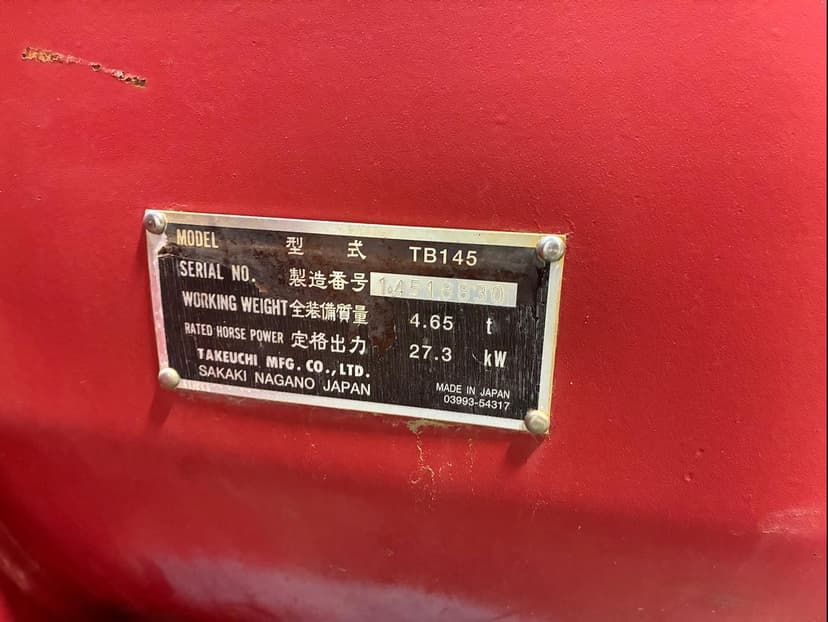 MODEL 型式 TB145
SERIAL NO. 製造番号 14516830
WORKING WEIGHT 全装備質量 4.65 t
RATED HORSE POWER 定格出力 27.3 kW
TAKEUCHI MFG. CO., LTD.
SAKAKI NAGANO JAPAN
MADE IN JAPAN
03993-54317